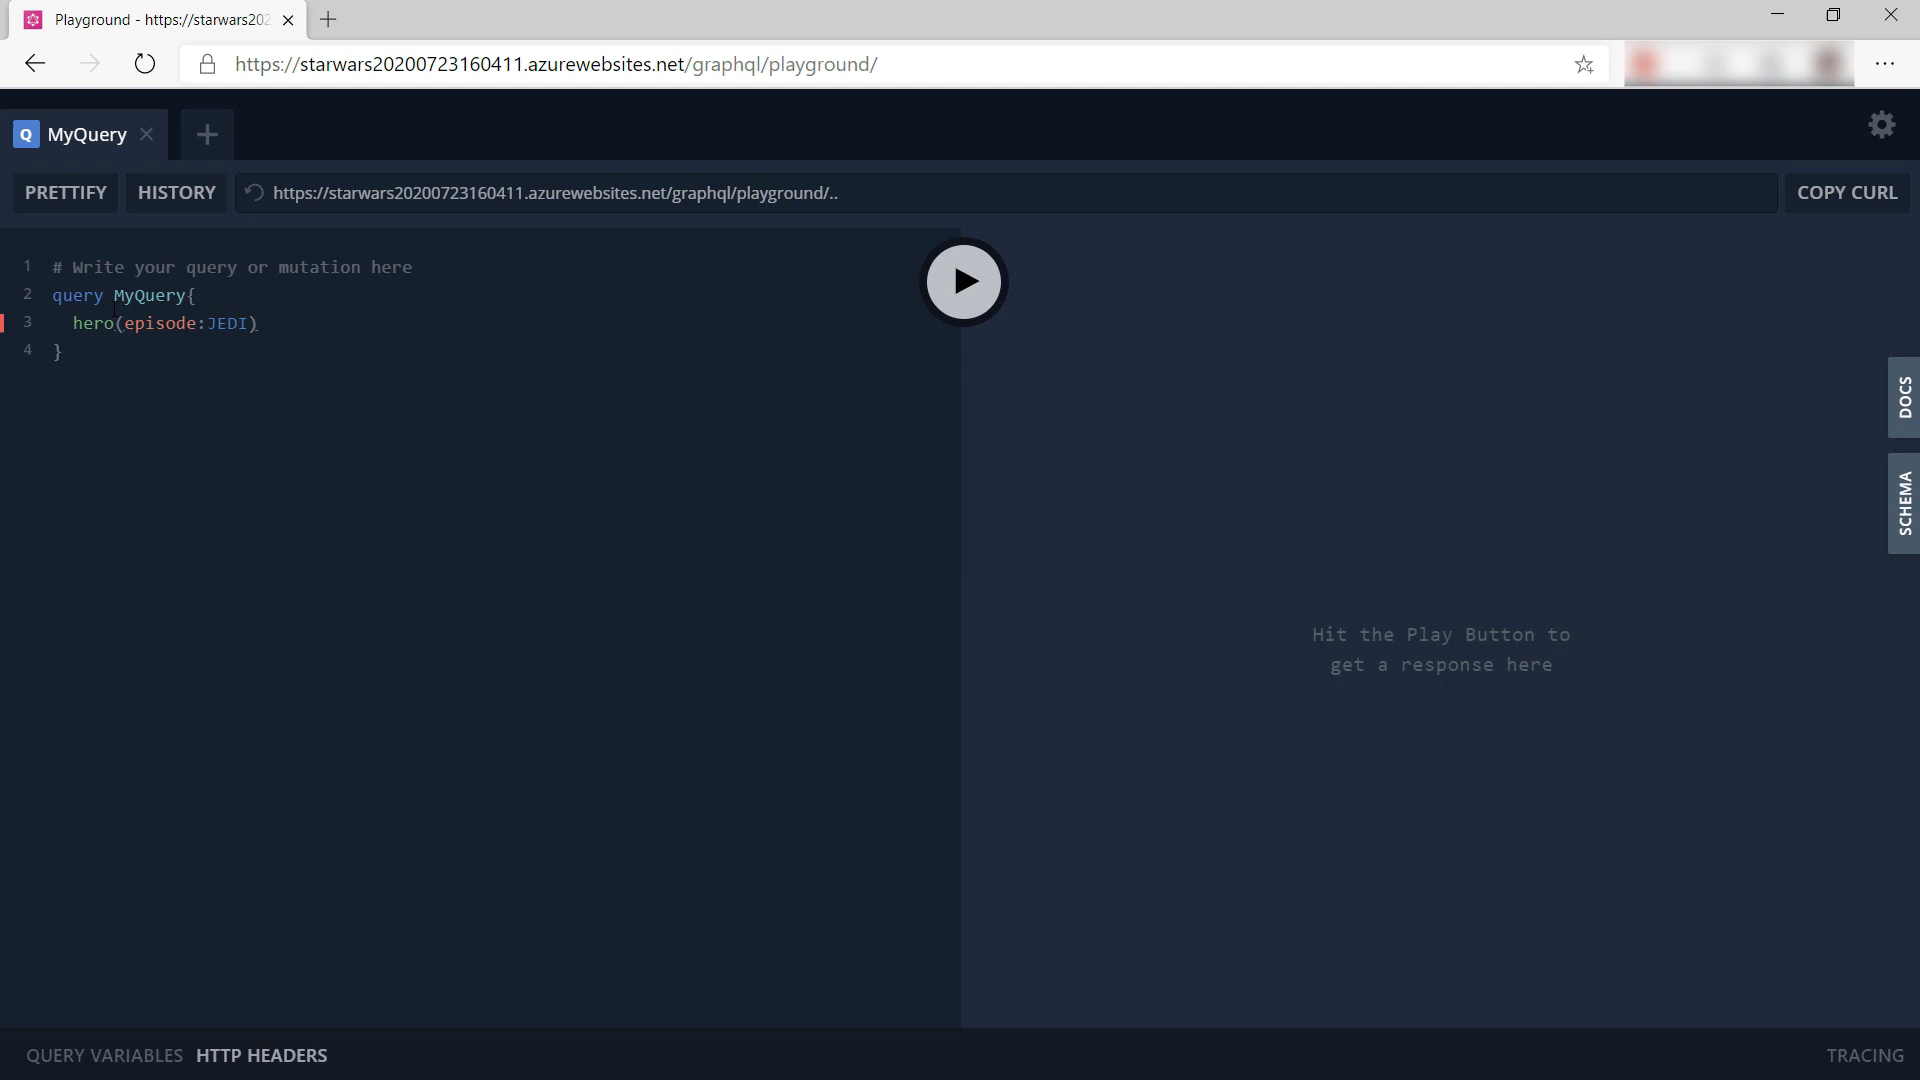 Playground - https://starwars202
https://starwars20200723160411.azurewebsites.net/graphql/playground/
Q MyQuery
PRETTIFY HISTORY https://starwars20200723160411.azurewebsites.net/graphql/playground/.. COPY CURL
1 # Write your query or mutation here
2 query MyQuery{
3 hero(episode:JEDI)
4 }
DOCS
SCHEMA
Hit the Play Button to
get a response here
QUERY VARIABLES HTTP HEADERS TRACING